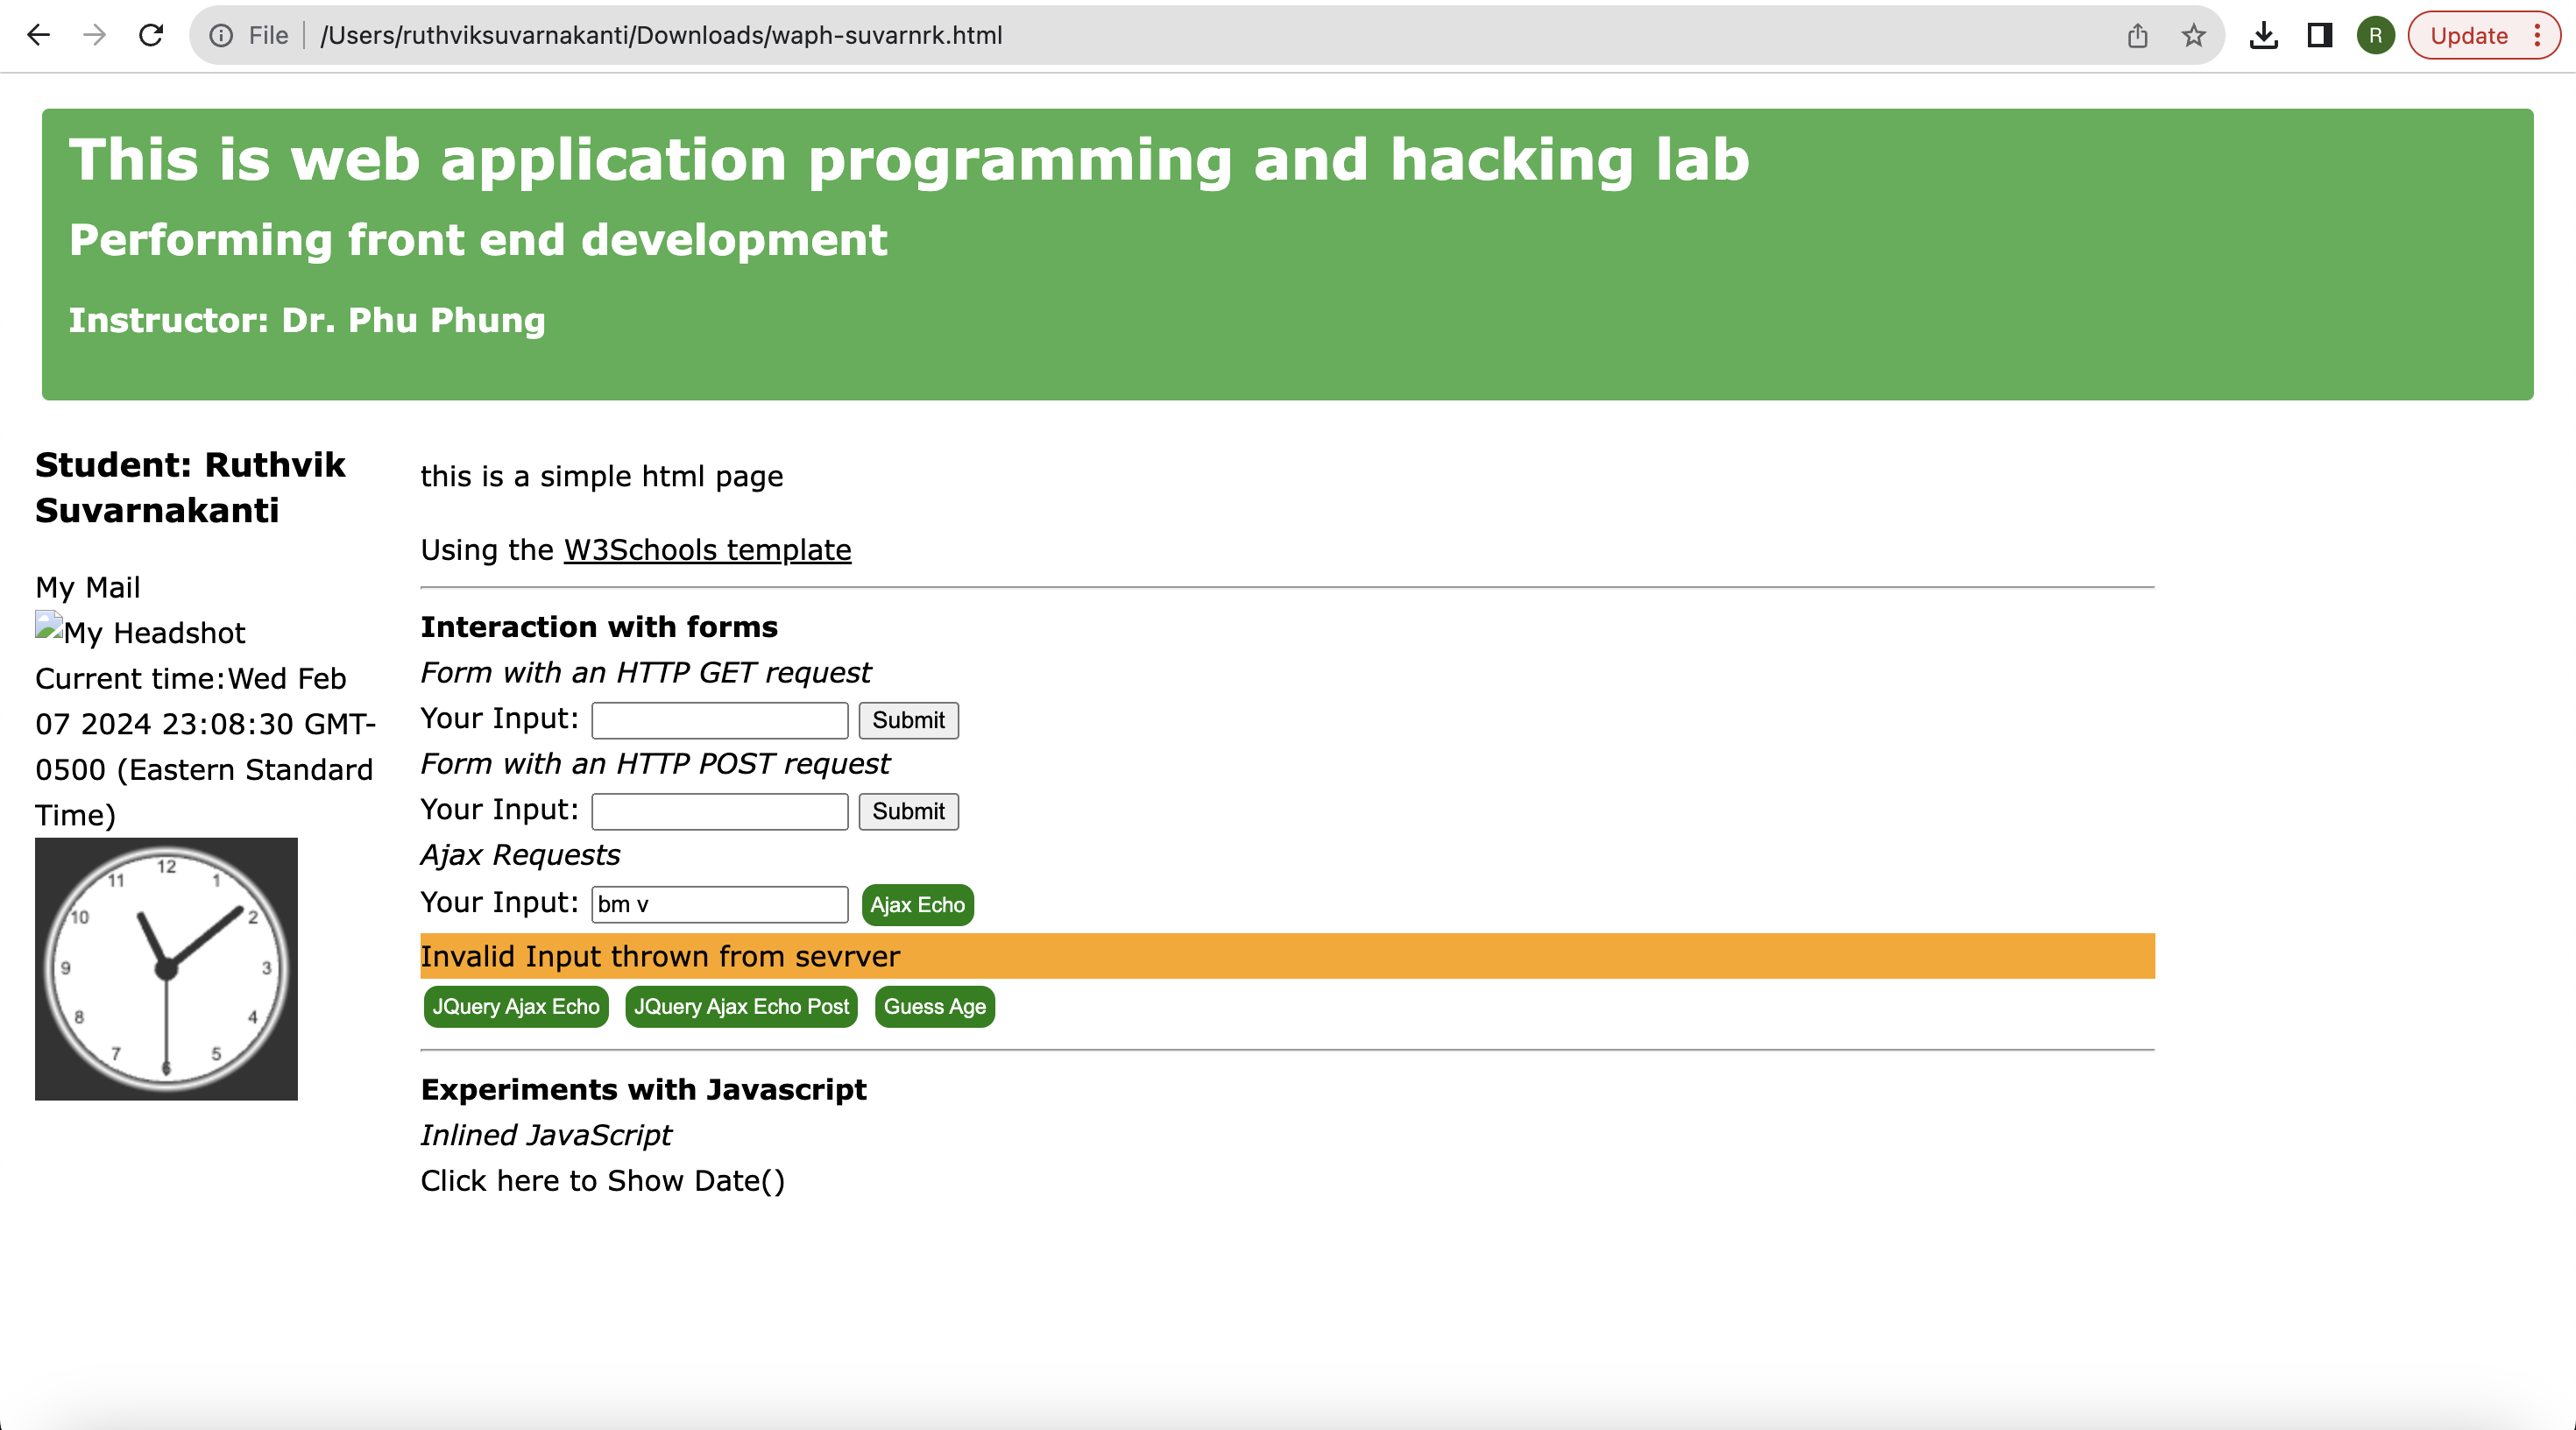 File /Users/ruthviksuvarnakanti/Downloads/waph-suvarnrk.html R Update
This is web application programming and hacking lab
Performing front end development
Instructor: Dr. Phu Phung
Student: Ruthvik
Suvarnakanti
My Mail
My Headshot
Current time:Wed Feb
07 2024 23:08:30 GMT-
0500 (Eastern Standard
Time)
12
1
2
3
4
5
6
7
8
9
10
11
this is a simple html page
Using the W3Schools template
Interaction with forms
Form with an HTTP GET request
Your Input: Submit
Form with an HTTP POST request
Your Input: Submit
Ajax Requests
Your Input: bm v Ajax Echo
Invalid Input thrown from sevrver
JQuery Ajax Echo JQuery Ajax Echo Post Guess Age
Experiments with Javascript
Inlined JavaScript
Click here to Show Date()